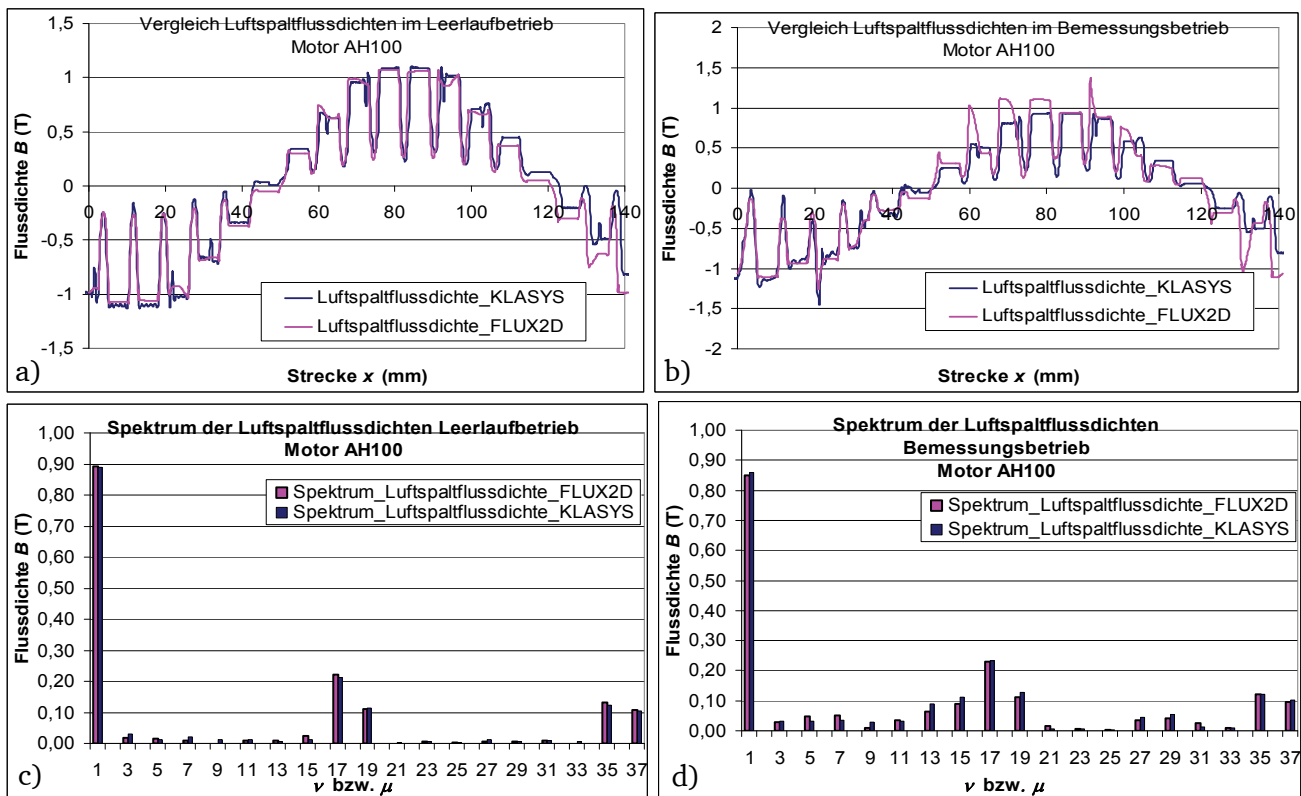 Vergleich Luftspaltflussdichten im Leerlaufbetrieb
Motor AH100
1,5
1
0,5
0
-0,5
-1
-1,5
0
20
40
60
80
100
120
140
Flussdichte B (T)
Luftspaltflussdichte_KLASYS
Luftspaltflussdichte_FLUX2D
Strecke x (mm)
a)
Vergleich Luftspaltflussdichten im Bemessungsbetrieb
Motor AH100
2
1,5
1
0,5
0
-0,5
-1
-1,5
-2
0
20
40
60
80
100
120
140
Flussdichte B (T)
Luftspaltflussdichte_KLASYS
Luftspaltflussdichte_FLUX2D
Strecke x (mm)
b)
Spektrum der Luftspaltflussdichten Leerlaufbetrieb
Motor AH100
1,00
0,90
0,80
0,70
0,60
0,50
0,40
0,30
0,20
0,10
0,00
Flussdichte B (T)
Spektrum_Luftspaltflussdichte_FLUX2D
Spektrum_Luftspaltflussdichte_KLASYS
1 3 5 7 9 11 13 15 17 19 21 23 25 27 29 31 33 35 37
ν bzw. μ
c)
Spektrum der Luftspaltflussdichten
Bemessungsbetrieb
Motor AH100
1,00
0,90
0,80
0,70
0,60
0,50
0,40
0,30
0,20
0,10
0,00
Flussdichte B (T)
Spektrum_Luftspaltflussdichte_FLUX2D
Spektrum_Luftspaltflussdichte_KLASYS
1 3 5 7 9 11 13 15 17 19 21 23 25 27 29 31 33 35 37
ν bzw. μ
d)